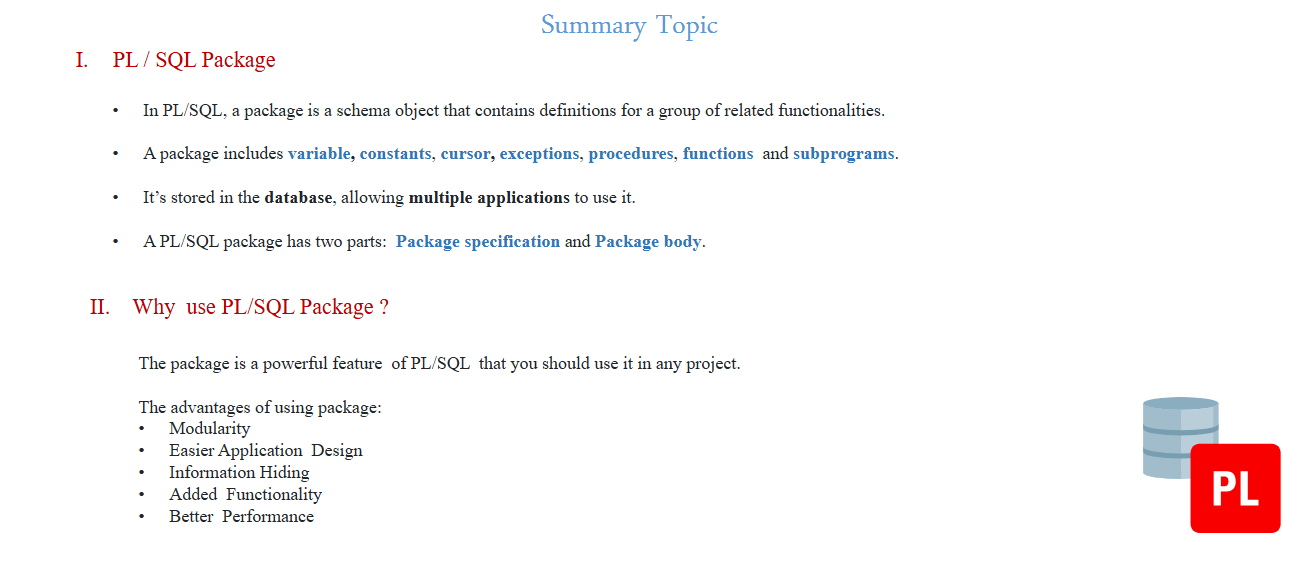 Summary Topic
I. PL / SQL Package
• In PL/SQL, a package is a schema object that contains definitions for a group of related functionalities.
• A package includes variable, constants, cursor, exceptions, procedures, functions and subprograms.
• It’s stored in the database, allowing multiple applications to use it.
• A PL/SQL package has two parts: Package specification and Package body.
II. Why use PL/SQL Package ?
The package is a powerful feature of PL/SQL that you should use it in any project.
The advantages of using package:
• Modularity
• Easier Application Design
• Information Hiding
• Added Functionality
• Better Performance
PL